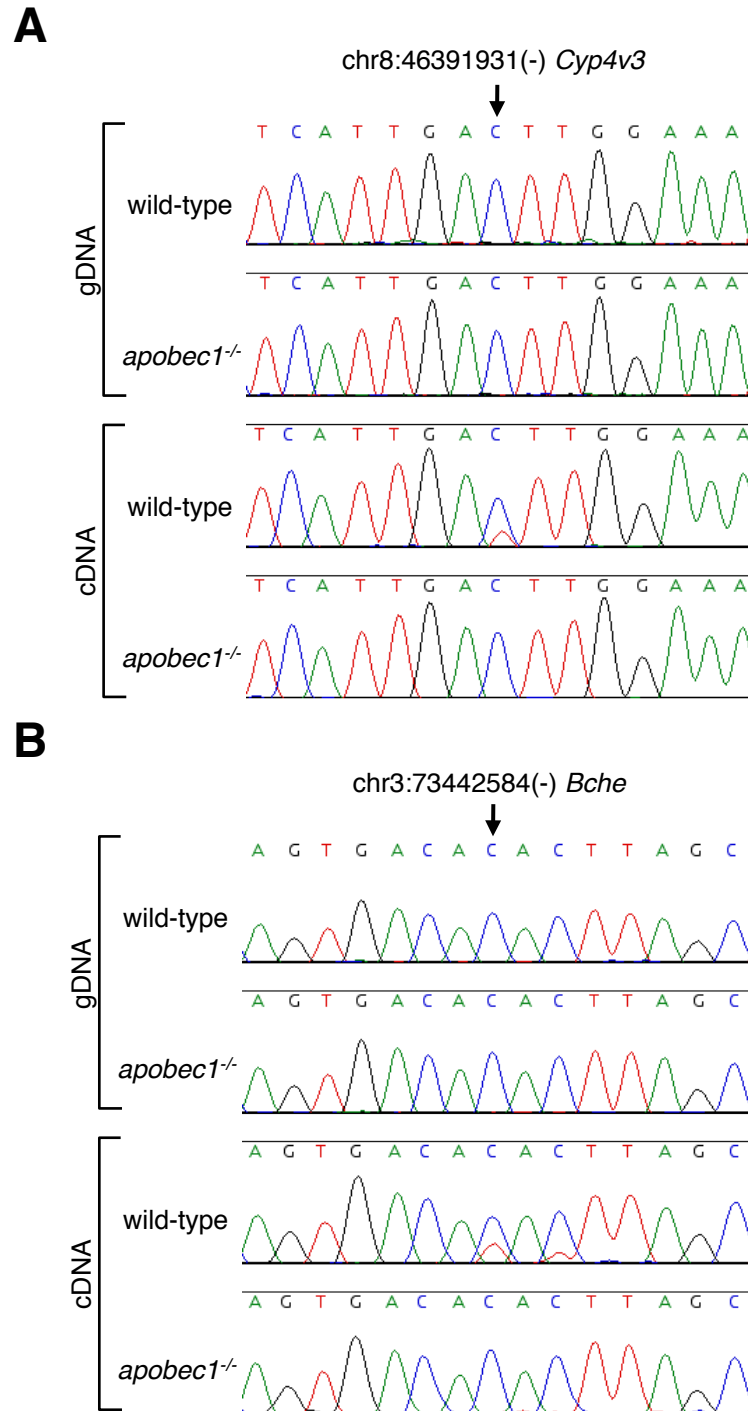 A
chr8:46391931(-) Cyp4v3
gDNA
T C A T T G A C T T G G A A A
wild-type
T C A T T G A C T T G G A A A
apobec1-/-
cDNA
T C A T T G A C T T G G A A A
wild-type
T C A T T G A C T T G G A A A
apobec1-/-
B
chr3:73442584(-) Bche
gDNA
A G T G A C A C A C T T A G C
wild-type
A G T G A C A C A C T T A G C
apobec1-/-
cDNA
A G T G A C A C A C T T A G C
wild-type
A G T G A C A C A C T T A G C
apobec1-/-